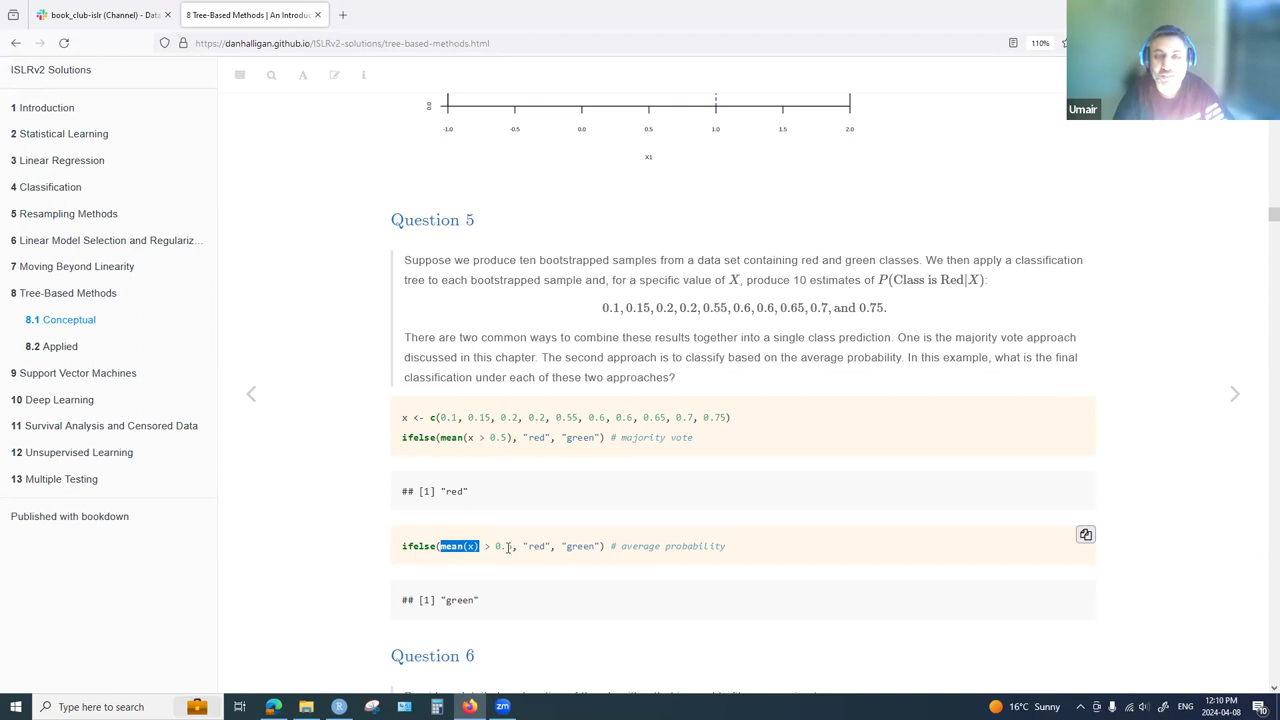 book_club-islr (Channel) - Data
8 Tree-Based Methods | An Introduc
https://danhalligan.github.io/ISLRv2-solutions/tree-based-methods.html
110%
Umair
ISLRv2 Solutions
1 Introduction
2 Statistical Learning
3 Linear Regression
4 Classification
5 Resampling Methods
6 Linear Model Selection and Regulariz...
7 Moving Beyond Linearity
8 Tree-Based Methods
8.1 Conceptual
8.2 Applied
9 Support Vector Machines
10 Deep Learning
11 Survival Analysis and Censored Data
12 Unsupervised Learning
13 Multiple Testing
Published with bookdown
0.0
-1.0 -0.5 0.0 0.5 1.0 1.5 2.0
X1
Question 5
Suppose we produce ten bootstrapped samples from a data set containing red and green classes. We then apply a classification
tree to each bootstrapped sample and, for a specific value of X, produce 10 estimates of P(Class is Red|X):
0.1, 0.15, 0.2, 0.2, 0.55, 0.6, 0.6, 0.65, 0.7, and 0.75.
There are two common ways to combine these results together into a single class prediction. One is the majority vote approach
discussed in this chapter. The second approach is to classify based on the average probability. In this example, what is the final
classification under each of these two approaches?
x <- c(0.1, 0.15, 0.2, 0.2, 0.55, 0.6, 0.6, 0.65, 0.7, 0.75)
ifelse(mean(x > 0.5), "red", "green") # majority vote
## [1] "red"
ifelse(mean(x) > 0. , "red", "green") # average probability
## [1] "green"
Question 6
Type here to search
16°C Sunny
12:10 PM
2024-04-08
10